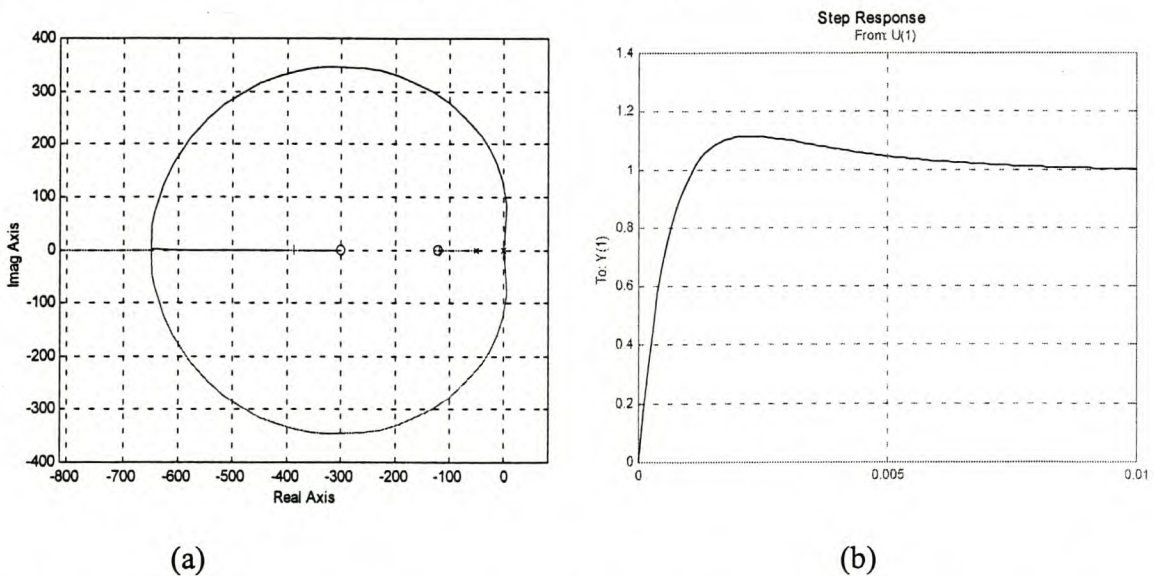 400
300
200
100
0
-100
-200
-300
-400
Imag Axis
-800 -700 -600 -500 -400 -300 -200 -100 0
Real Axis
(a)
Step Response
From: U(1)
1.4
1.2
1
0.8
0.6
0.4
0.2
0
To: Y(1)
0 0.005 0.01
(b)